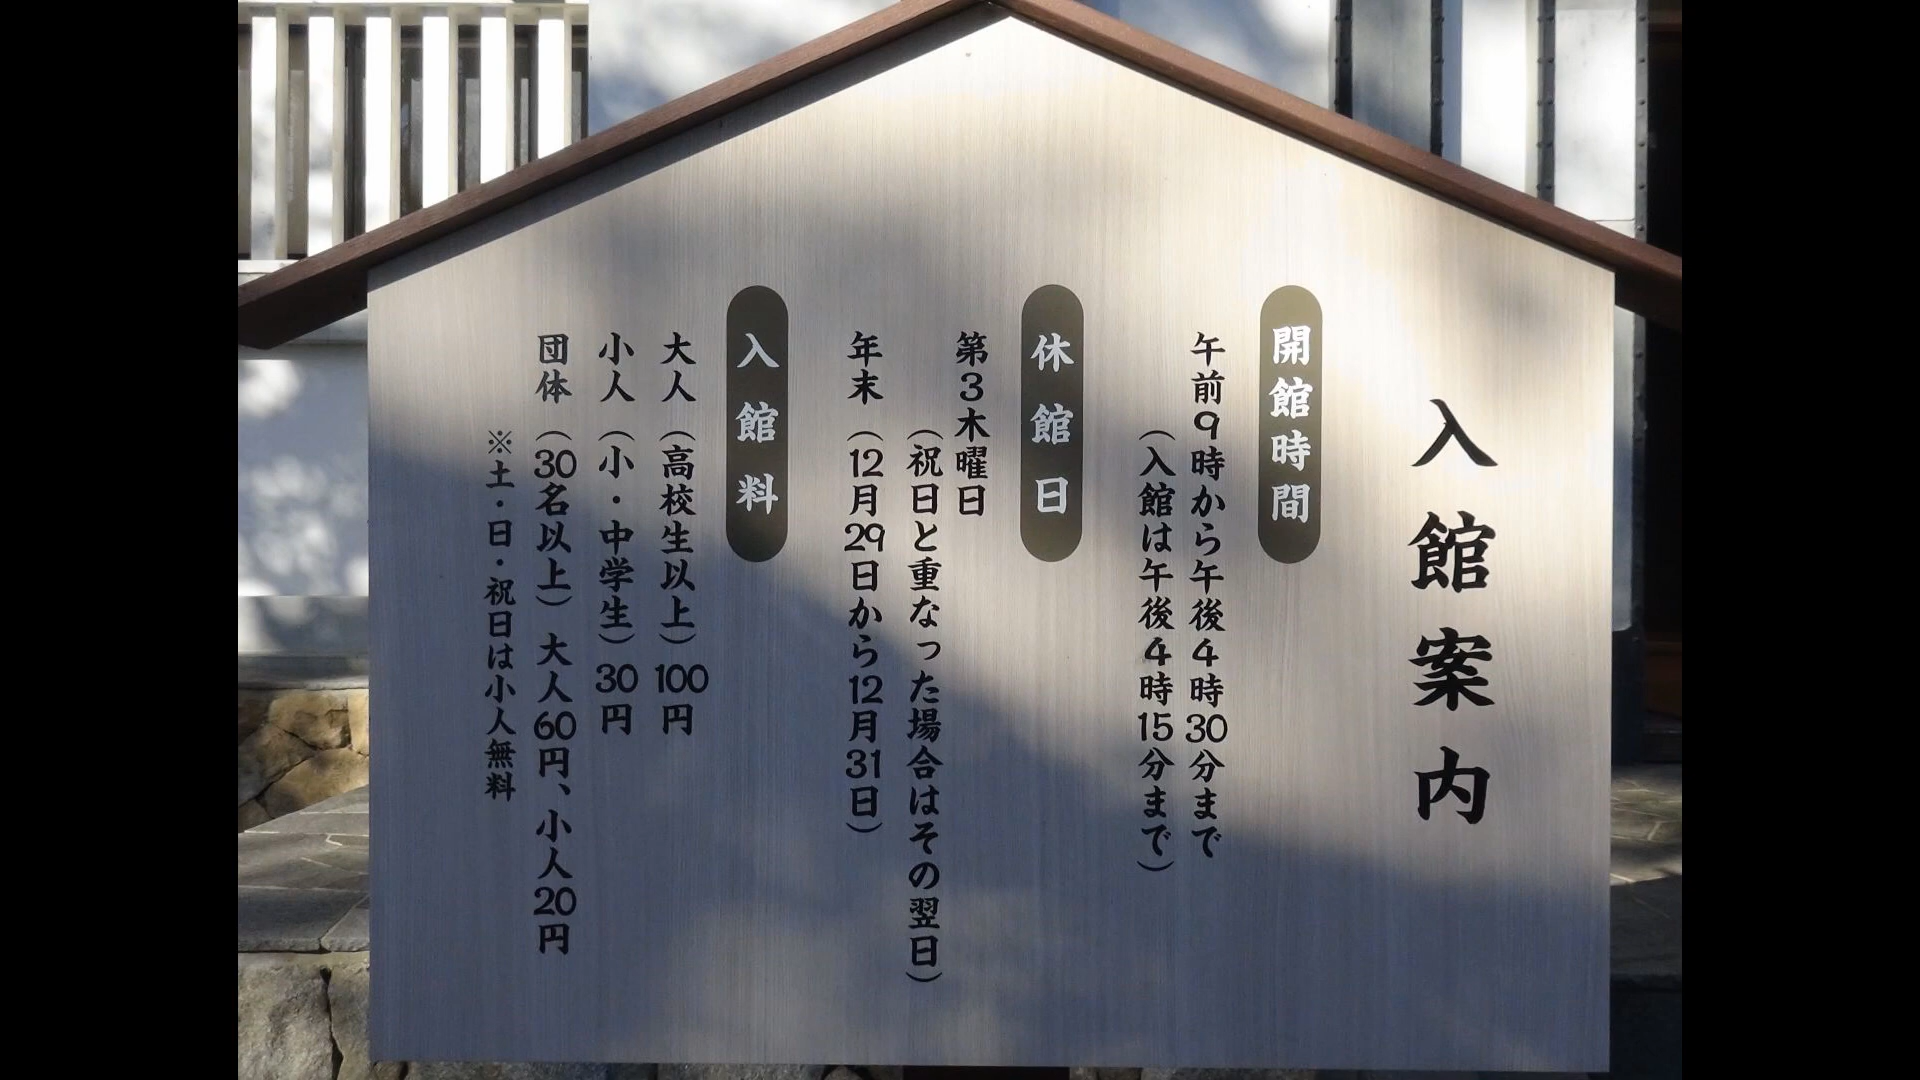 入館案内
開館時間
午前9時から午後4時30分まで
(入館は午後4時15分まで)
休館日
第3木曜日
(祝日と重なった場合はその翌日)
年末(12月29日から12月31日)
入館料
大人(高校生以上)100円
小人(小・中学生)30円
団体(30名以上)大人60円、小人20円
※土・日・祝日は小人無料